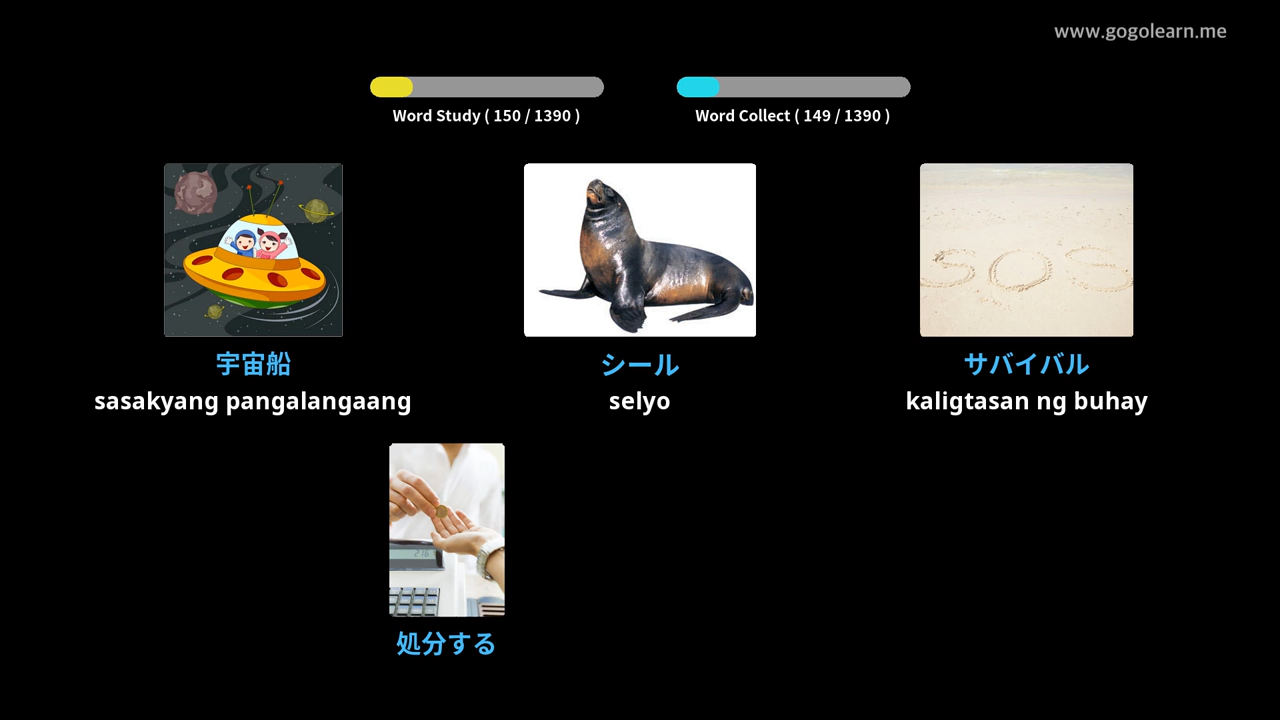 www.gogolearn.me
Word Study ( 150 / 1390 )
Word Collect ( 149 / 1390 )
SOS
宇宙船
sasakyang pangalangaang
シール
selyo
サバイバル
kaligtasan ng buhay
処分する